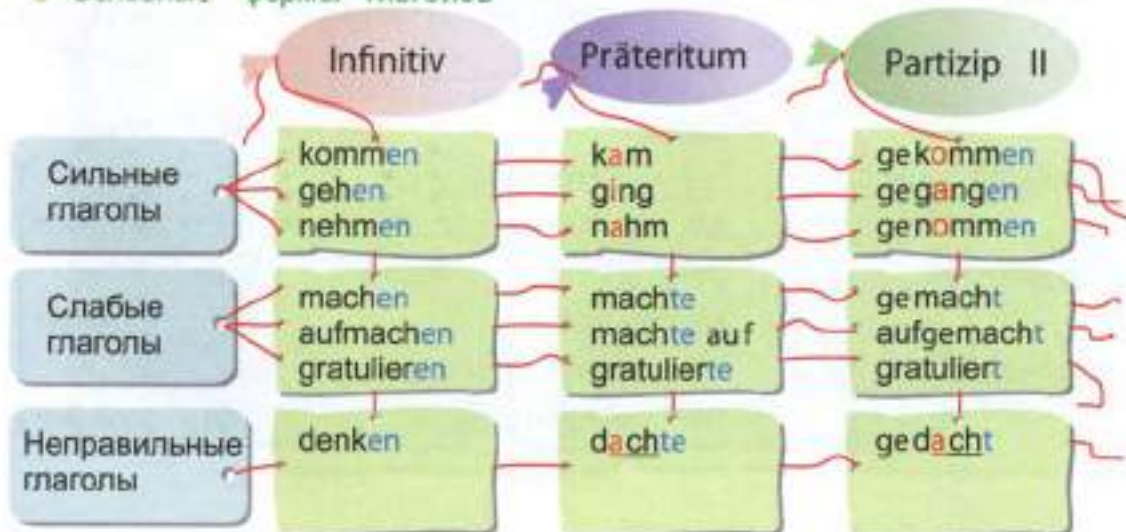 Infinitiv Präteritum Partizip II
Сильные глаголы
kommen kam gekommen
gehen ging gegangen
nehmen nahm genommen
Слабые глаголы
machen machte gemacht
aufmachen machte auf aufgemacht
gratulieren gratulierte gratuliert
Неправильные глаголы
denken dachte gedacht